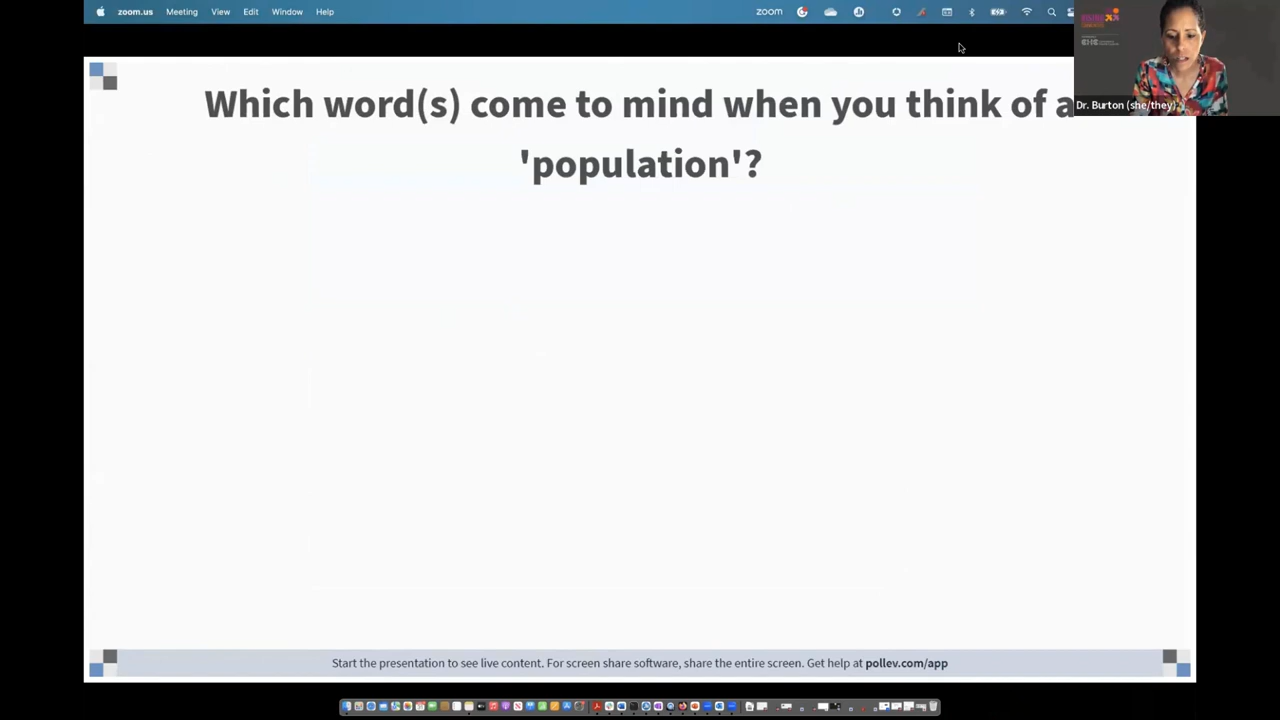 zoom.us Meeting View Edit Window Help zoom
Dr. Burton (she/they)
Which word(s) come to mind when you think of a
'population'?
Start the presentation to see live content. For screen share software, share the entire screen. Get help at pollev.com/app